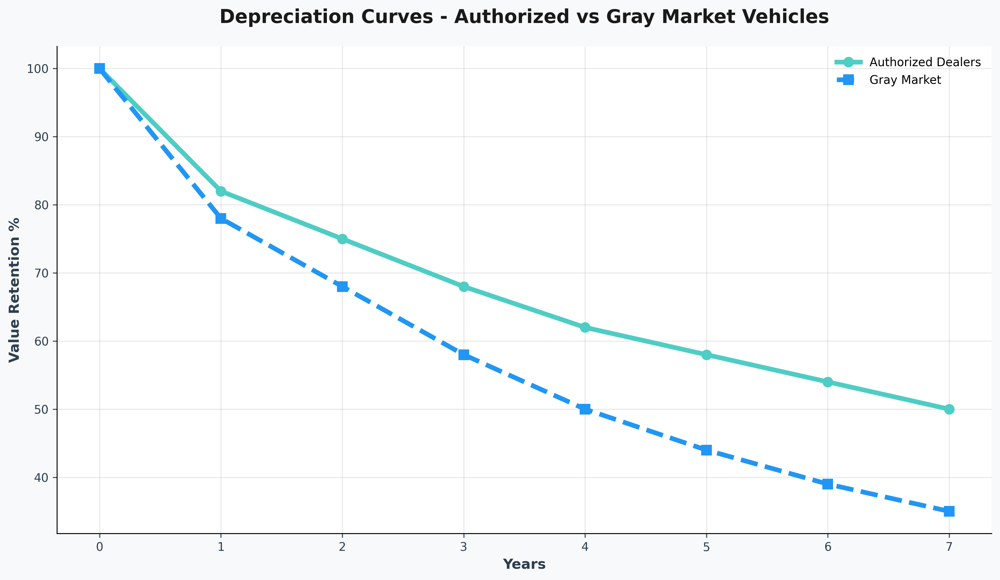 Depreciation Curves - Authorized vs Gray Market Vehicles
Authorized Dealers
Gray Market
Value Retention %
100
90
80
70
60
50
40
0 1 2 3 4 5 6 7
Years